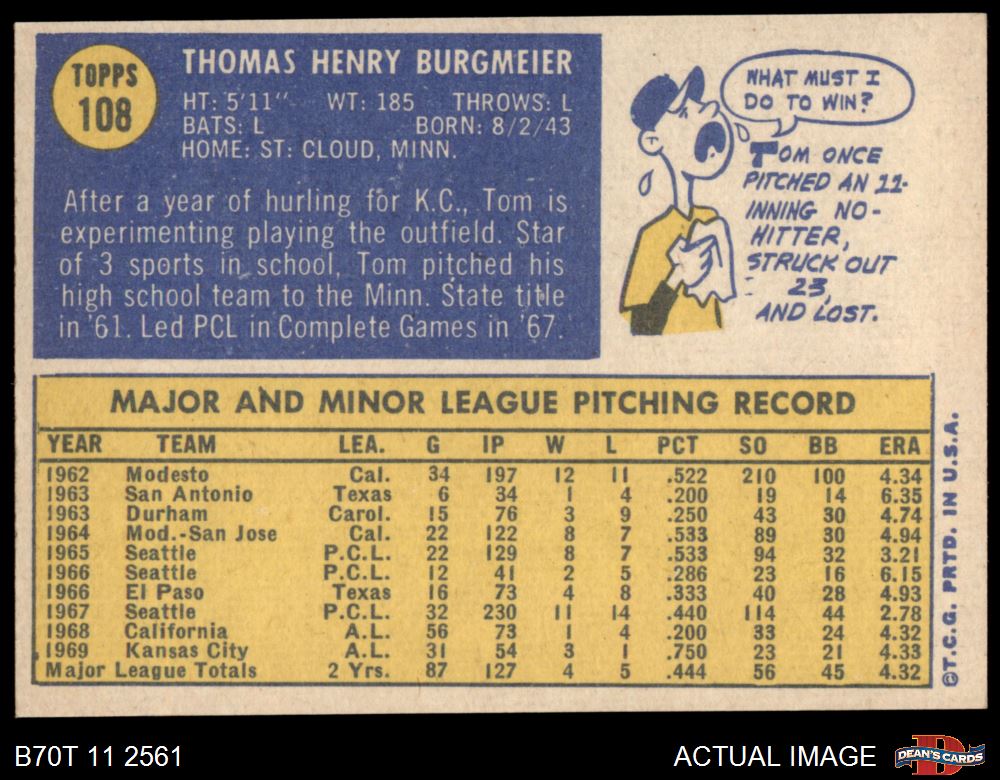 TOPPS
108
THOMAS HENRY BURGMEIER
HT: 5'11" WT: 185 THROWS: L
BATS: L BORN: 8/2/43
HOME: ST: CLOUD, MINN.
After a year of hurling for K.C., Tom is
experimenting playing the outfield. Star
of 3 sports in school, Tom pitched his
high school team to the Minn. State title
in '61. Led PCL in Complete Games in '67.
WHAT MUST I
DO TO WIN?
TOM ONCE
PITCHED AN 11-
INNING NO-
HITTER,
STRUCK OUT
23,
AND LOST.
MAJOR AND MINOR LEAGUE PITCHING RECORD
YEAR TEAM LEA. G IP W L PCT SO BB ERA
1962 Modesto Cal. 34 197 12 11 .522 210 100 4.34
1963 San Antonio Texas 6 34 1 4 .200 19 14 6.35
1963 Durham Carol. 15 76 3 9 .250 43 30 4.74
1964 Mod.-San Jose Cal. 22 122 8 7 .533 89 30 4.94
1965 Seattle P.C.L. 22 129 8 7 .533 94 32 3.21
1966 Seattle P.C.L. 12 41 2 5 .286 23 16 6.15
1966 El Paso Texas 16 73 4 8 .333 40 28 4.93
1967 Seattle P.C.L. 32 230 11 14 .440 114 44 2.78
1968 California A.L. 56 73 1 4 .200 33 24 4.32
1969 Kansas City A.L. 31 54 3 1 .750 23 21 4.33
Major League Totals 2 Yrs. 87 127 4 5 .444 56 45 4.32
©T.C.G. PRTD. IN U.S.A.
B70T 11 2561
ACTUAL IMAGE
DEAN'S CARDS